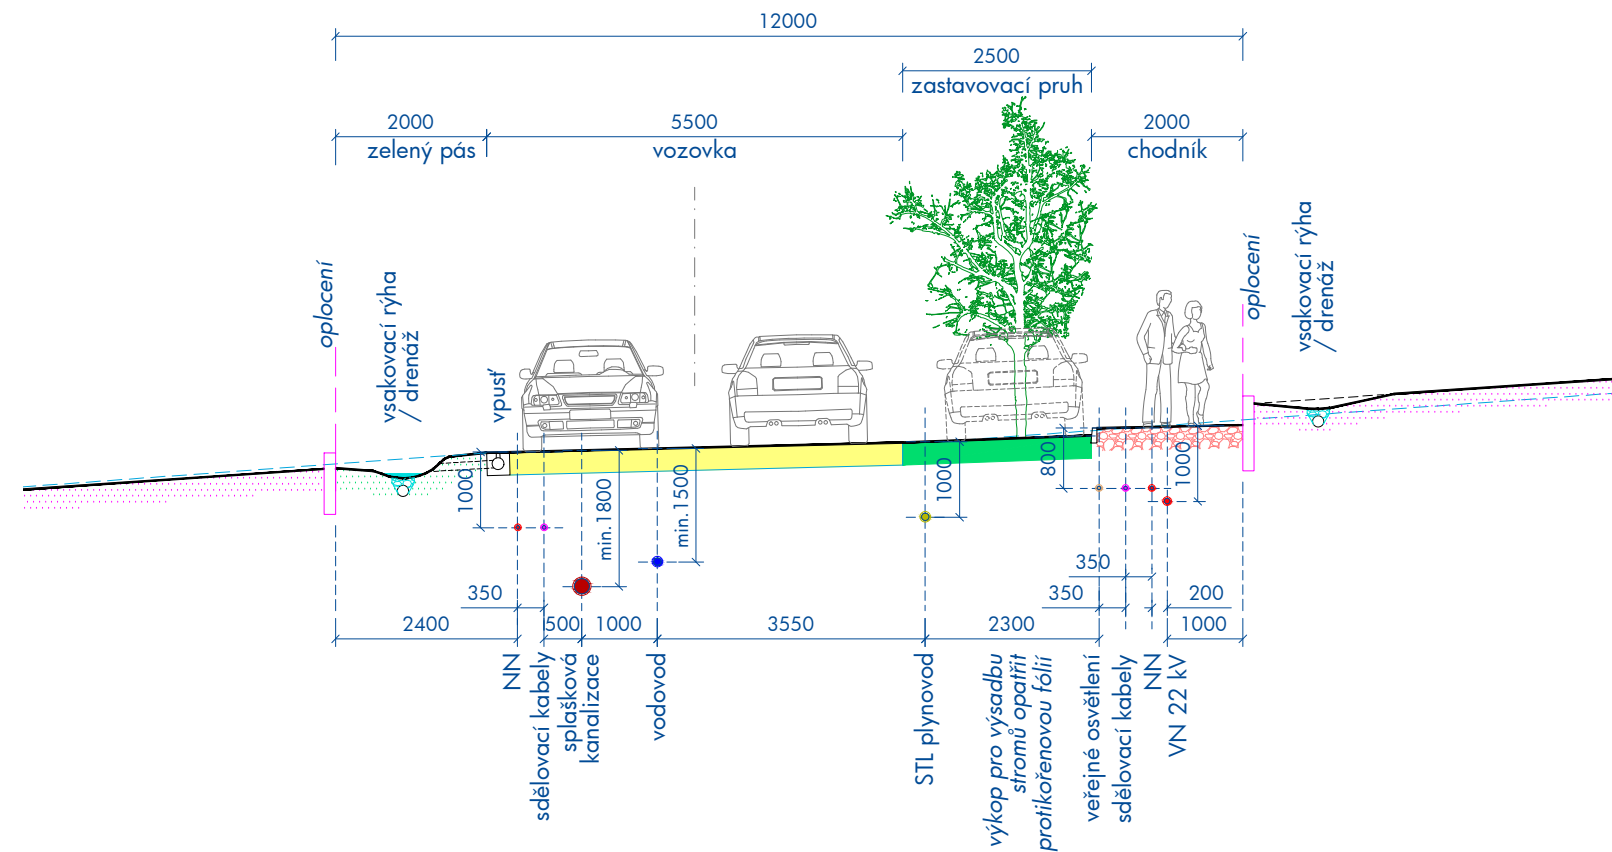 12000
2500
zastavovací pruh
2000
zelený pás
5500
vozovka
2000
chodník
oplocení
vsakovací rýha
/ drenáž
vpusť
oplocení
vsakovací rýha
/ drenáž
1000
min.1800
min.1500
1000
800
1000
350
350
350
200
2400
500
1000
3550
2300
1000
NN
sdělovací kabely
splašková
kanalizace
vodovod
STL plynovod
výkop pro výsadbu
stromů opatřit
protikořenovou fólií
veřejné osvětlení
sdělovací kabely
NN
VN 22 kV